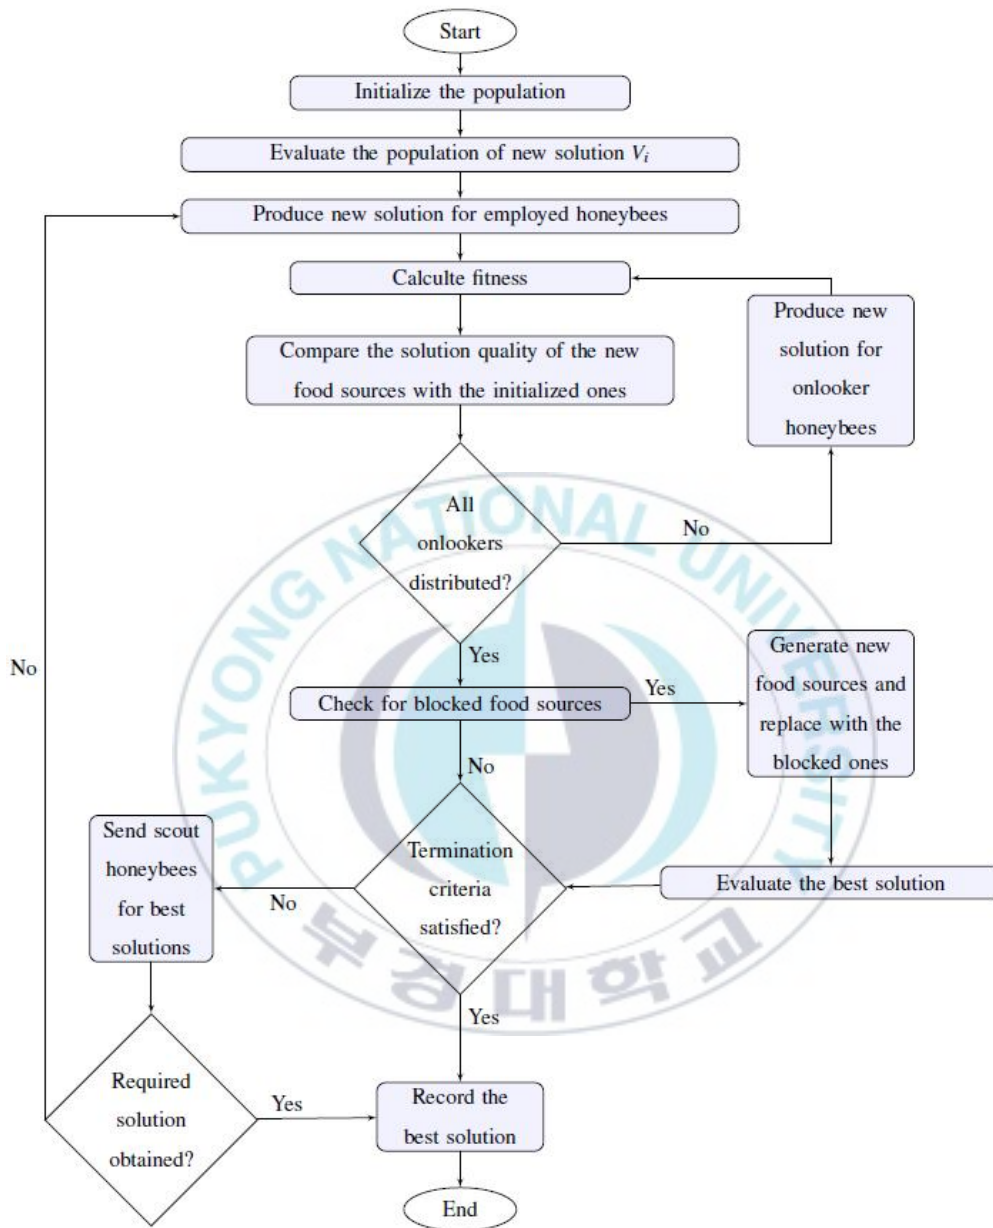 Start
Initialize the population
Evaluate the population of new solution V_i
Produce new solution for employed honeybees
Calculte fitness
Produce new
solution for
onlooker
honeybees
Compare the solution quality of the new
food sources with the initialized ones
All
onlookers
distributed?
No
Yes
No
Check for blocked food sources
Yes
Generate new
food sources and
replace with the
blocked ones
No
Send scout
honeybees
for best
solutions
Termination
criteria
satisfied?
No
Evaluate the best solution
Yes
Required
solution
obtained?
Yes
Record the
best solution
End
PUKYONG NATIONAL UNIVERSITY
부경대학교